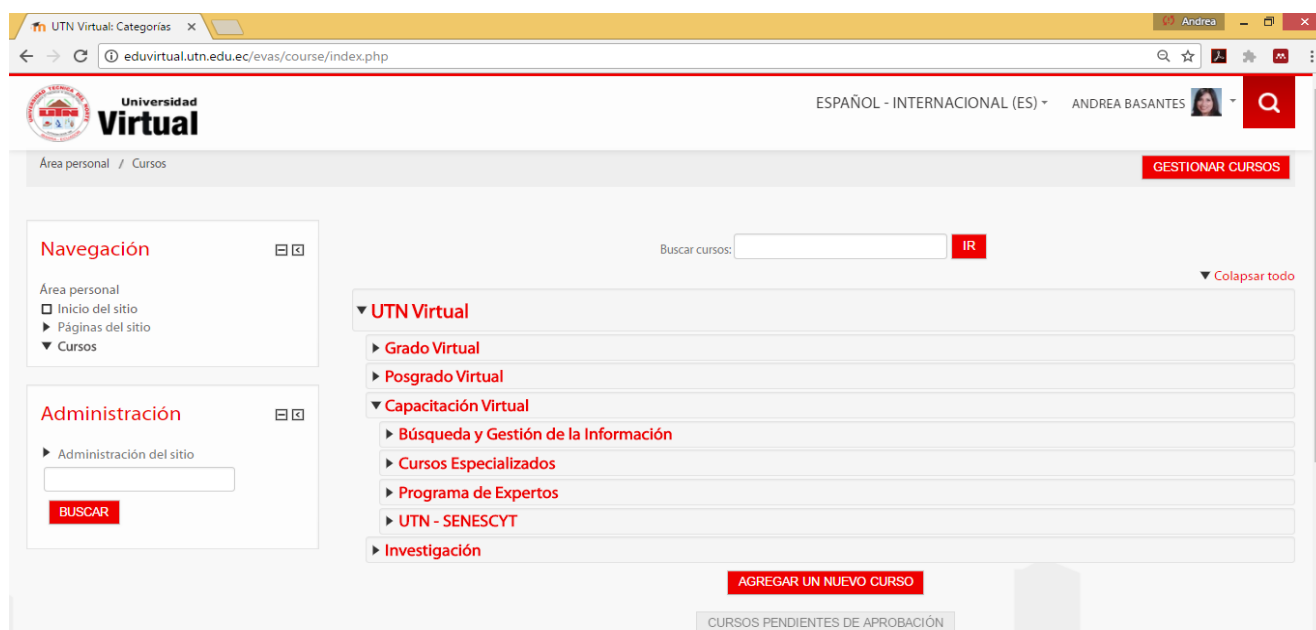 UTN Virtual: Categorías
Andrea
eduvirtual.utn.edu.ec/evas/course/index.php
UTN
Universidad
Virtual
ESPAÑOL - INTERNACIONAL (ES)
ANDREA BASANTES
Área personal / Cursos
GESTIONAR CURSOS
Navegación
Área personal
Inicio del sitio
Páginas del sitio
Cursos
Administración
Administración del sitio
BUSCAR
Buscar cursos:
IR
Colapsar todo
UTN Virtual
Grado Virtual
Posgrado Virtual
Capacitación Virtual
Búsqueda y Gestión de la Información
Cursos Especializados
Programa de Expertos
UTN - SENESCYT
Investigación
AGREGAR UN NUEVO CURSO
CURSOS PENDIENTES DE APROBACIÓN